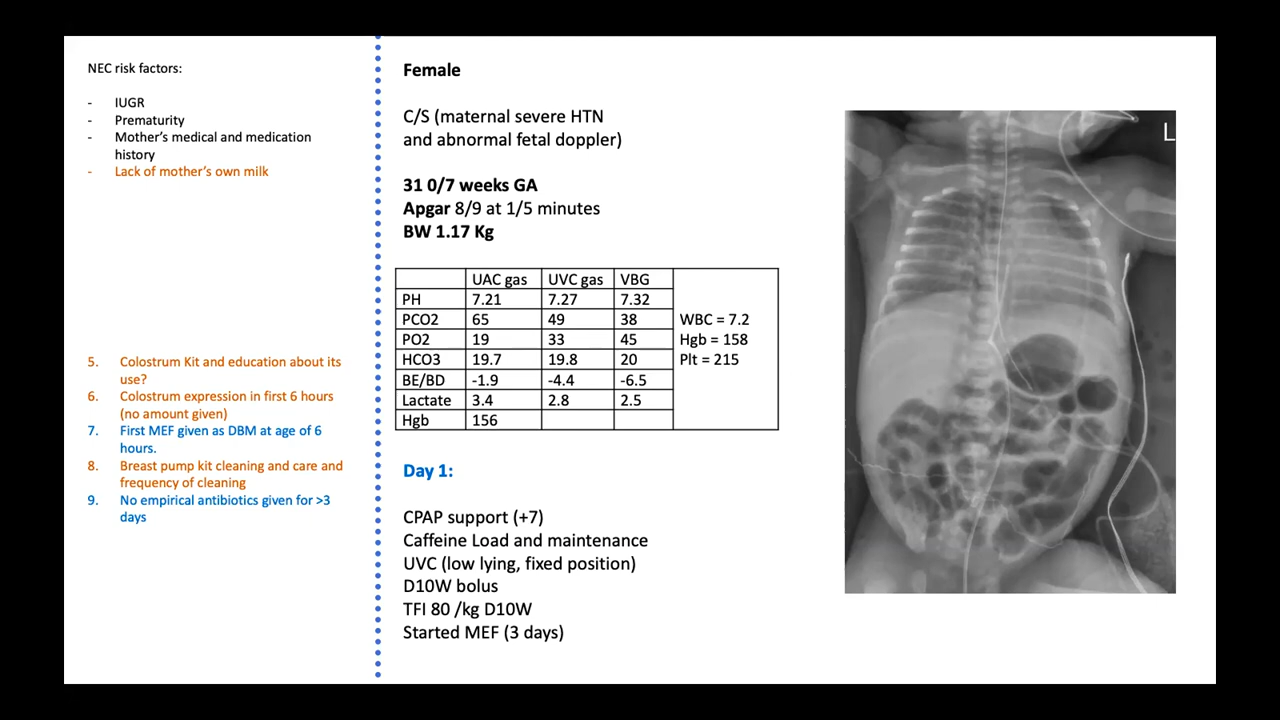 NEC risk factors:
- IUGR
- Prematurity
- Mother's medical and medication
history
- Lack of mother's own milk
5. Colostrum Kit and education about its
use?
6. Colostrum expression in first 6 hours
(no amount given)
7. First MEF given as DBM at age of 6
hours.
8. Breast pump kit cleaning and care and
frequency of cleaning
9. No empirical antibiotics given for >3
days
Female
C/S (maternal severe HTN
and abnormal fetal doppler)
31 0/7 weeks GA
Apgar 8/9 at 1/5 minutes
BW 1.17 Kg
UAC gas UVC gas VBG
PH 7.21 7.27 7.32
PCO2 65 49 38 WBC = 7.2
PO2 19 33 45 Hgb = 158
HCO3 19.7 19.8 20 Plt = 215
BE/BD -1.9 -4.4 -6.5
Lactate 3.4 2.8 2.5
Hgb 156
Day 1:
CPAP support (+7)
Caffeine Load and maintenance
UVC (low lying, fixed position)
D10W bolus
TFI 80 /kg D10W
Started MEF (3 days)
L